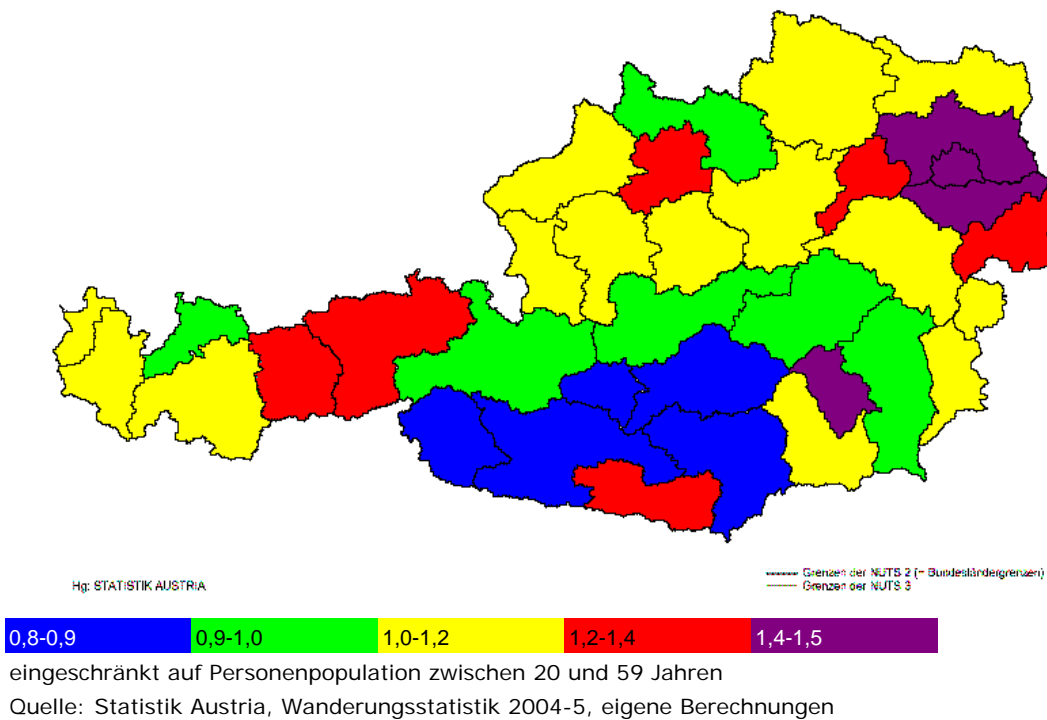 Hg: STATISTIK AUSTRIA
Grenzen der NUTS 2 (= Bundesländergrenzen)
Grenzen der NUTS 3
0,8-0,9 0,9-1,0 1,0-1,2 1,2-1,4 1,4-1,5
eingeschränkt auf Personenpopulation zwischen 20 und 59 Jahren
Quelle: Statistik Austria, Wanderungsstatistik 2004-5, eigene Berechnungen